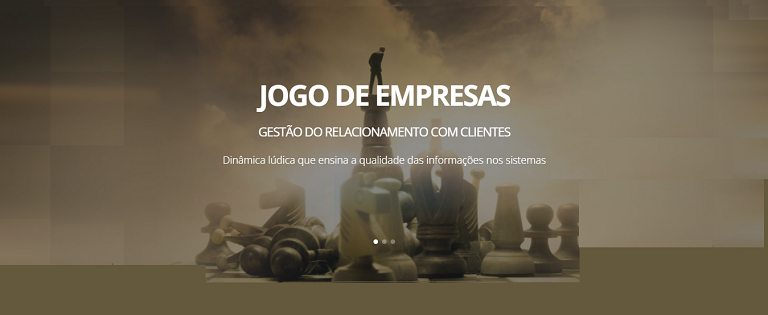 JOGO DE EMPRESAS
GESTÃO DO RELACIONAMENTO COM CLIENTES
Dinâmica lúdica que ensina a qualidade das informações nos sistemas